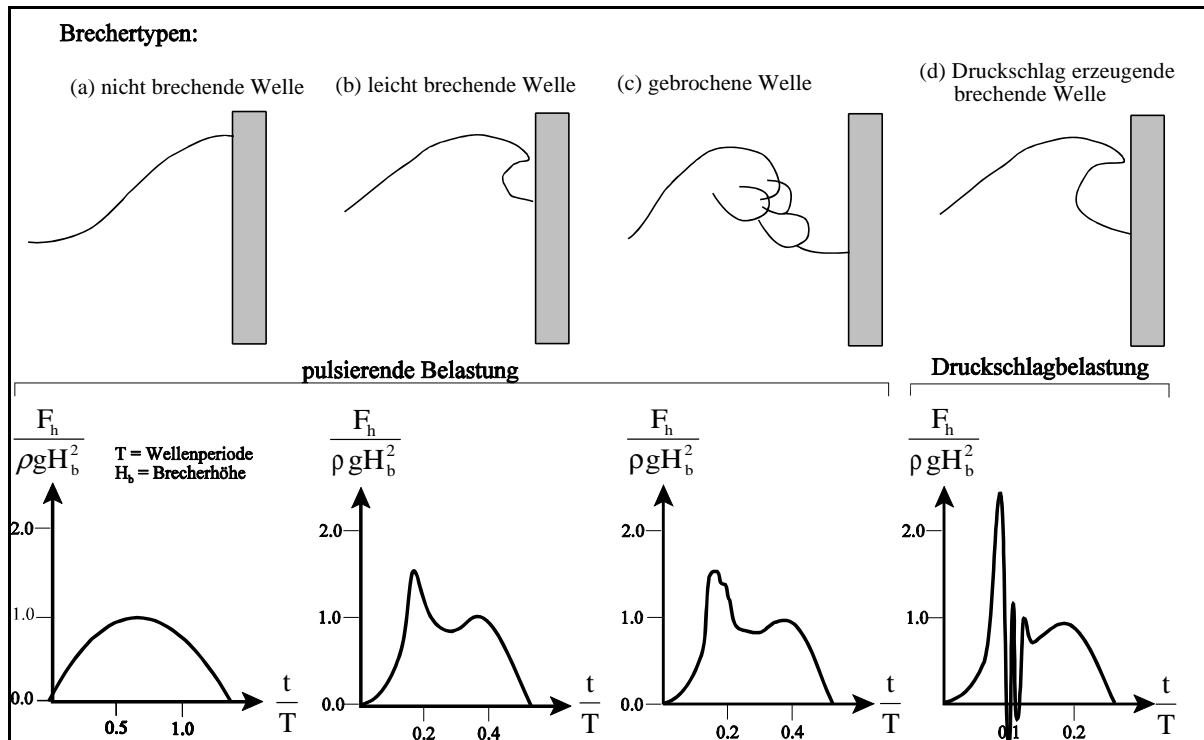 Brechertypen:
(a) nicht brechende Welle
(b) leicht brechende Welle
(c) gebrochene Welle
(d) Druckschlag erzeugende
brechende Welle
pulsierende Belastung
Druckschlagbelastung
F_h
ρgH_b^2
T = Wellenperiode
H_b = Brecherhöhe
2.0
1.0
0.0
0.5
1.0
t
T
F_h
ρ gH_b^2
2.0
1.0
0.0
0.2
0.4
t
T
F_h
ρ gH_b^2
2.0
1.0
0.0
0.2
0.4
t
T
F_h
ρ gH_b^2
2.0
1.0
0.0
0.1
0.2
t
T